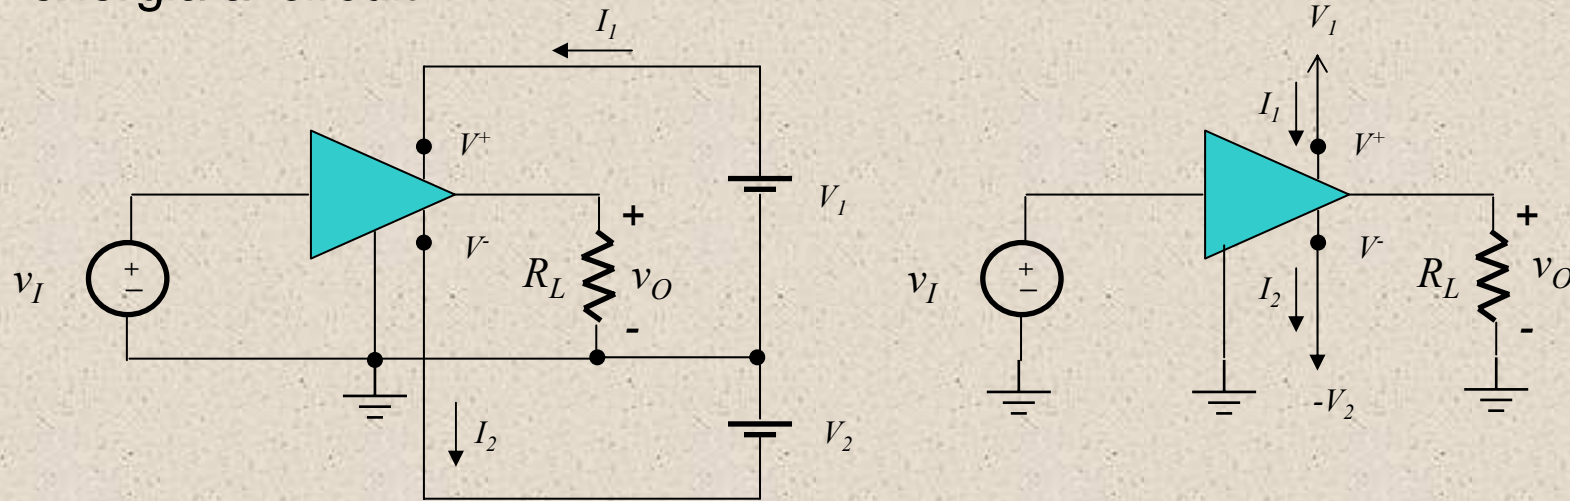 I1
V1
V+
I1
V+
V1
+
+
V-
V-
vI
+
−
RL
vO
vI
+
−
I2
RL
vO
-
-
-V2
I2
V2